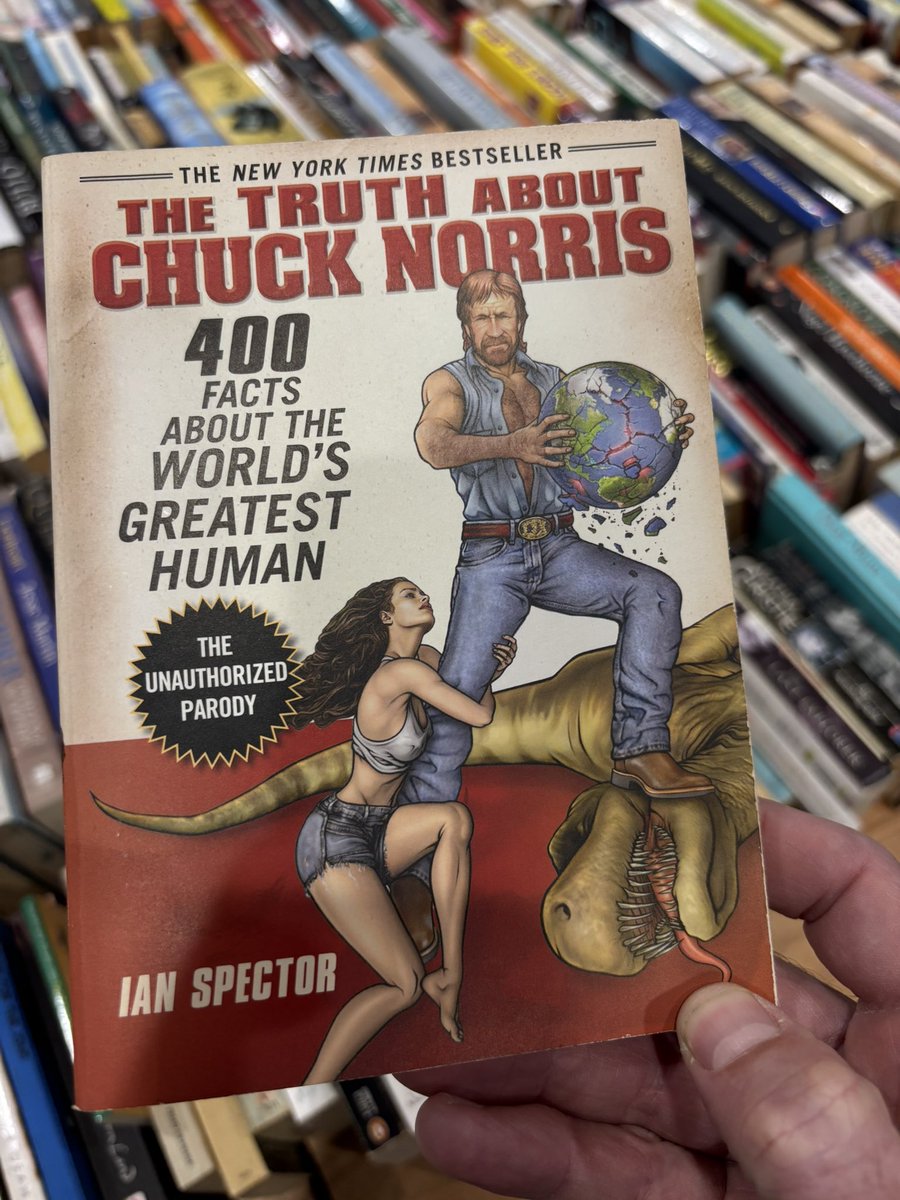 THE NEW YORK TIMES BESTSELLER
THE TRUTH ABOUT
CHUCK NORRIS
400
FACTS
ABOUT THE
WORLD'S
GREATEST
HUMAN
THE
UNAUTHORIZED
PARODY
IAN SPECTOR